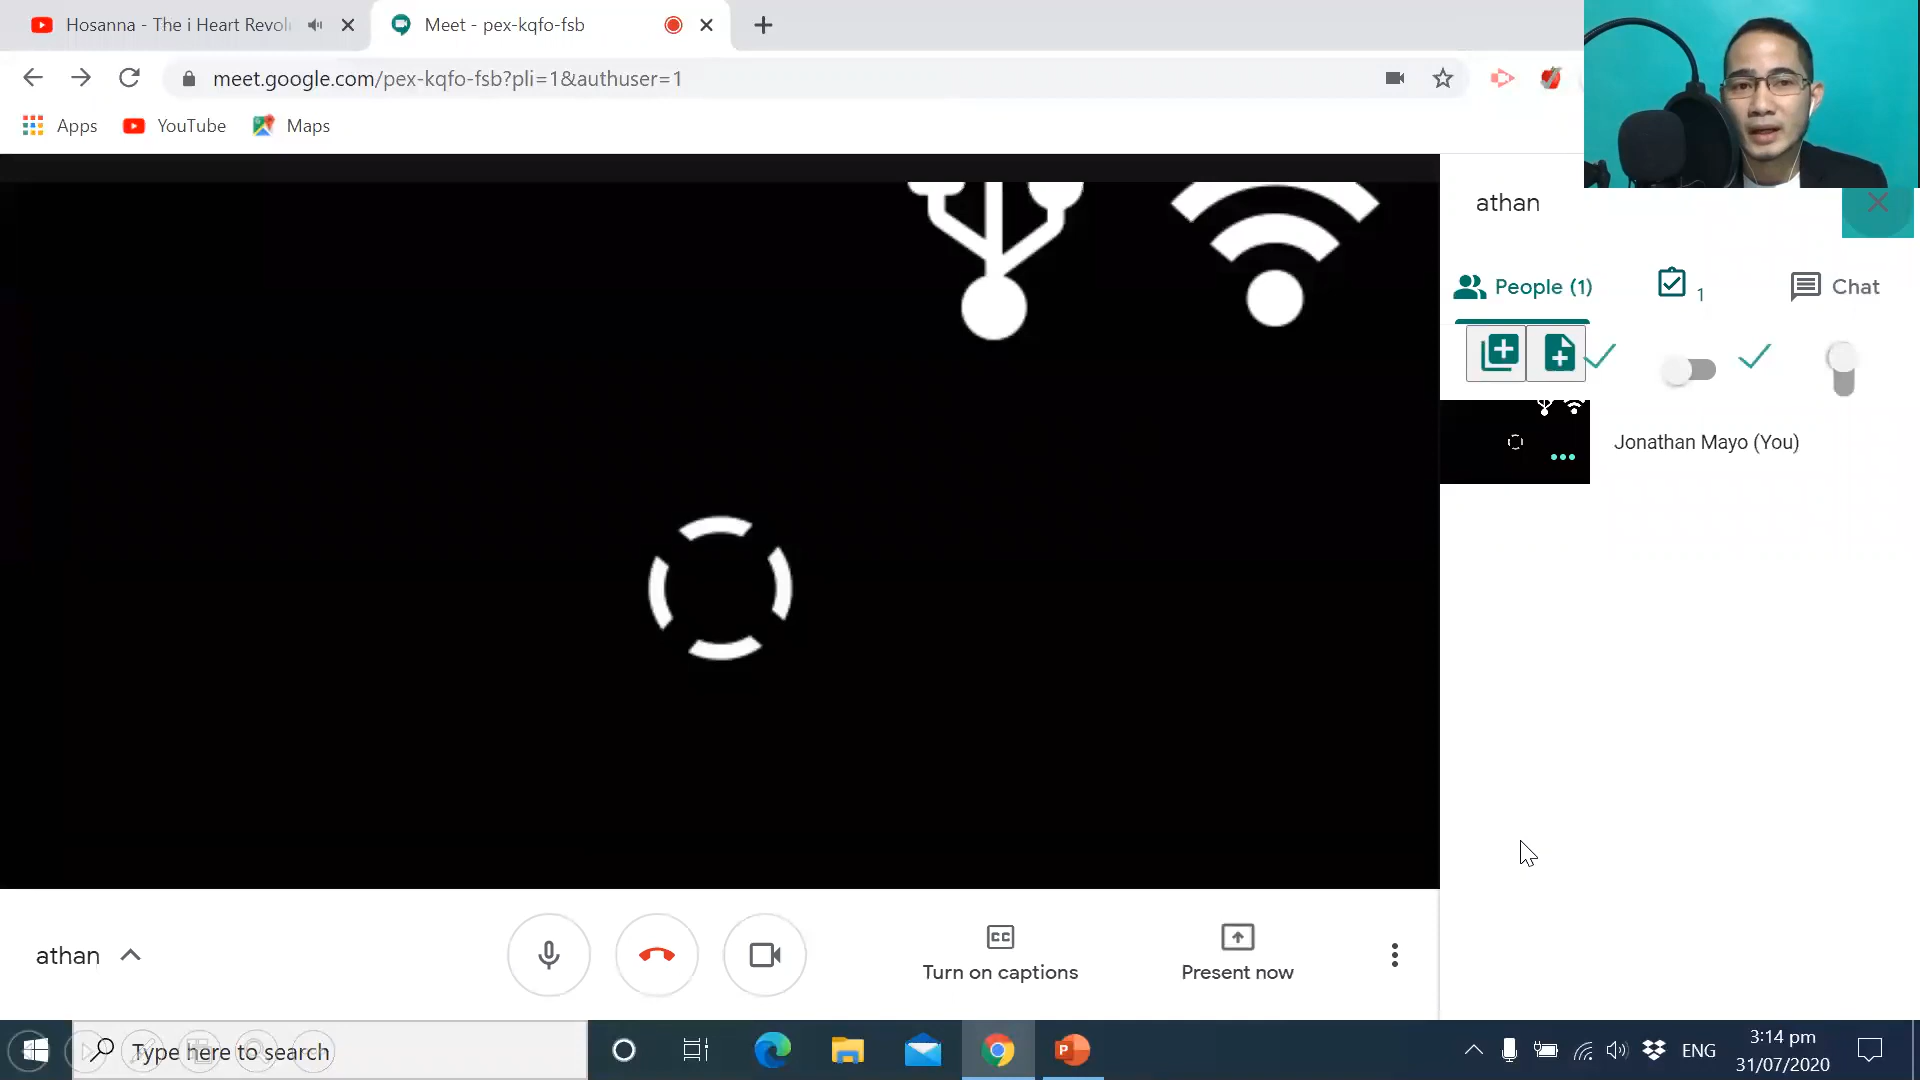 Hosanna - The i Heart Revol
Meet - pex-kqfo-fsb
meet.google.com/pex-kqfo-fsb?pli=1&authuser=1
Apps
YouTube
Maps
athan
People (1)
1
Chat
Jonathan Mayo (You)
athan
CC
Turn on captions
Present now
Type here to search
P
ENG
3:14 pm
31/07/2020